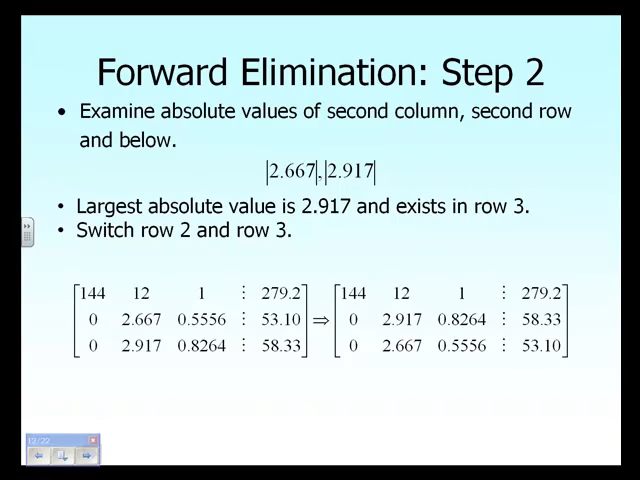 Forward Elimination: Step 2
• Examine absolute values of second column, second row
and below.
|2.667|,|2.917|
• Largest absolute value is 2.917 and exists in row 3.
• Switch row 2 and row 3.
[144 12 1 ⋮ 279.2] [144 12 1 ⋮ 279.2]
[0 2.667 0.5556 ⋮ 53.10] ⇒ [0 2.917 0.8264 ⋮ 58.33]
[0 2.917 0.8264 ⋮ 58.33] [0 2.667 0.5556 ⋮ 53.10]